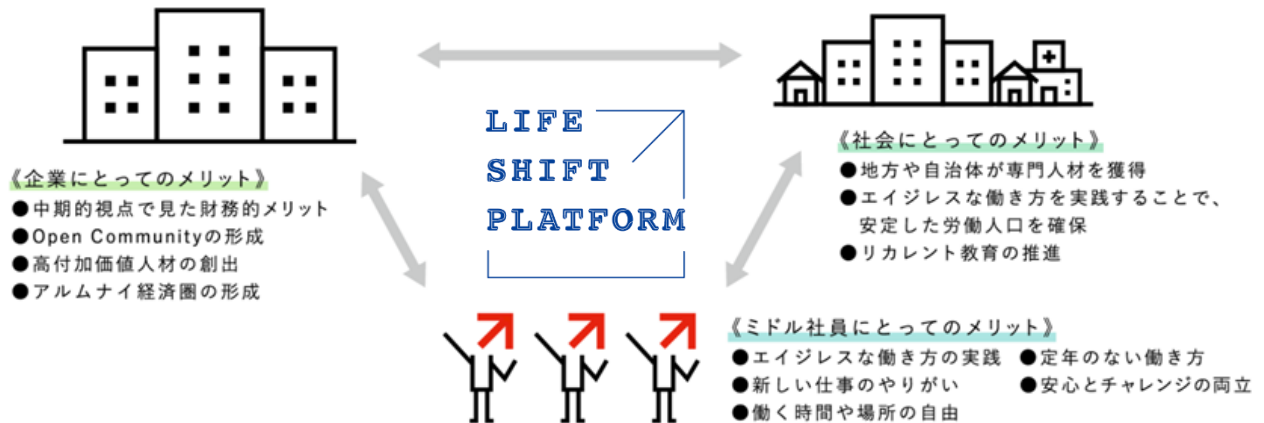 LIFE
SHIFT
PLATFORM
《企業にとってのメリット》
●中期的視点で見た財務的メリット
●Open Communityの形成
●高付加価値人材の創出
●アルムナイ経済圏の形成
《社会にとってのメリット》
●地方や自治体が専門人材を獲得
●エイジレスな働き方を実践することで、
安定した労働人口を確保
●リカレント教育の推進
《ミドル社員にとってのメリット》
●エイジレスな働き方の実践 ●定年のない働き方
●新しい仕事のやりがい ●安心とチャレンジの両立
●働く時間や場所の自由